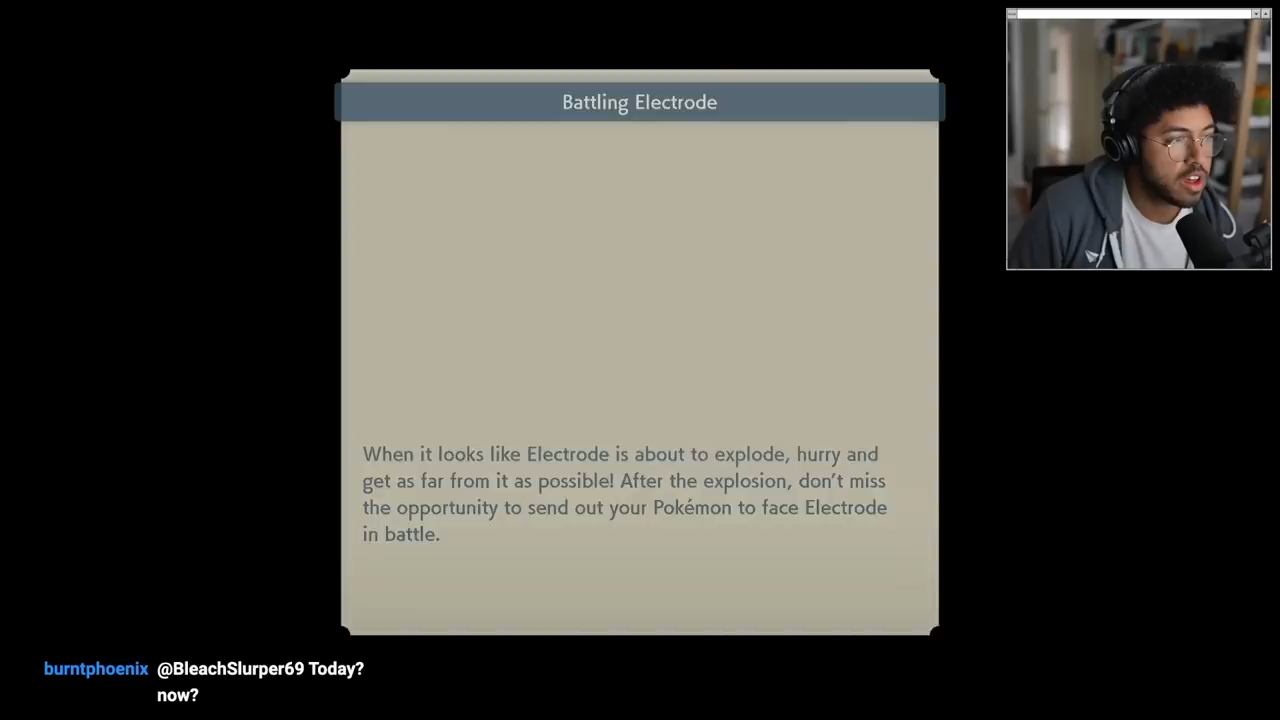 Battling Electrode
When it looks like Electrode is about to explode, hurry and
get as far from it as possible! After the explosion, don't miss
the opportunity to send out your Pokémon to face Electrode
in battle.
burntphoenix @BleachSlurper69 Today?
now?